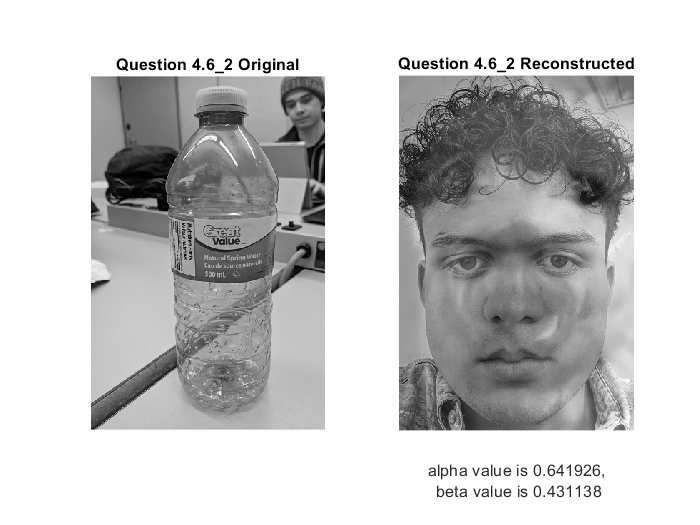 Question 4.6_2 Original
Question 4.6_2 Reconstructed
Great
Value
Natural Spring Water
Eau de source naturelle
500 mL
alpha value is 0.641926,
beta value is 0.431138